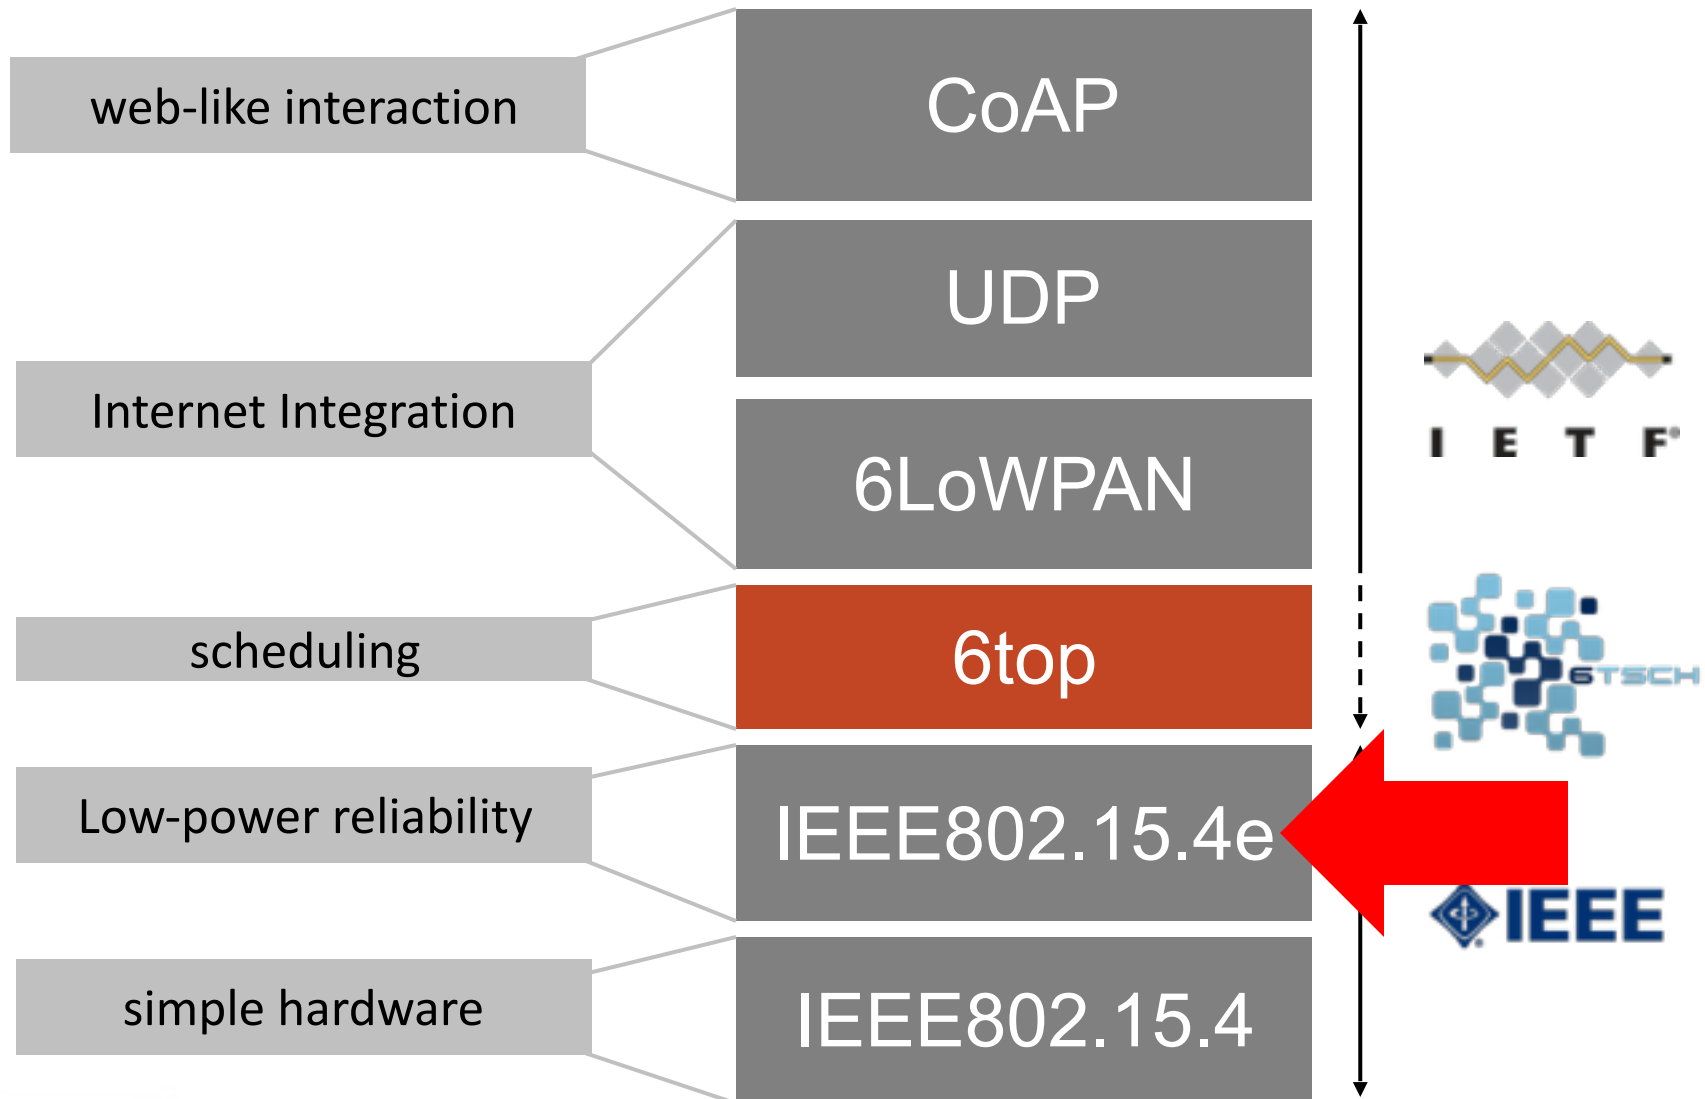 web-like interaction
CoAP
UDP
Internet Integration
6LoWPAN
I E T F
scheduling
6top
6TSCH
Low-power reliability
IEEE802.15.4e
IEEE
simple hardware
IEEE802.15.4